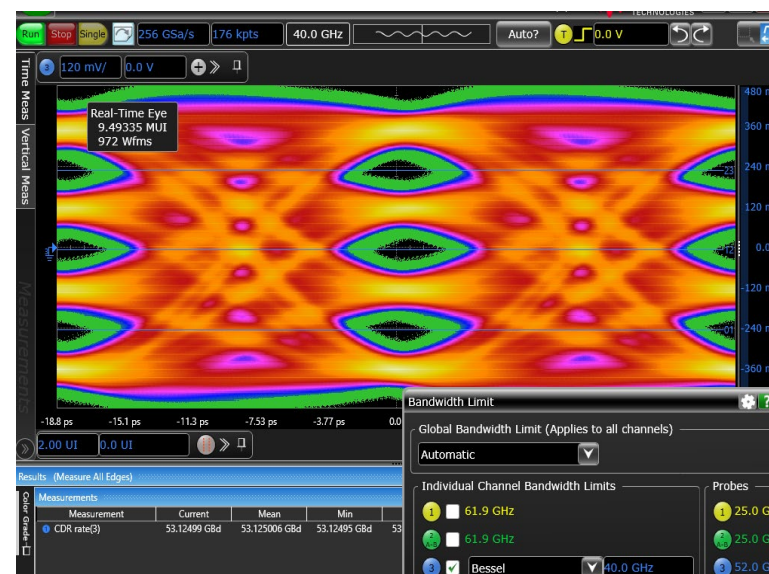 TECHNOLOGIES
Run Stop Single 256 GSa/s 176 kpts 40.0 GHz Auto? T 0.0 V
3 120 mV/ 0.0 V
Time Meas
Vertical Meas
Measurements
Real-Time Eye
9.49335 MUI
972 Wfms
480 m
360 m
240 m
120 m
0.0
-120 m
-240 m
-360 m
23
12
01
-18.8 ps -15.1 ps -11.3 ps -7.53 ps -3.77 ps 0.0
2.00 UI 0.0 UI
Results (Measure All Edges)
Color Grade
Measurements
Measurement Current Mean Min
CDR rate(3) 53.12499 GBd 53.125006 GBd 53.12495 GBd 53
Bandwidth Limit
Global Bandwidth Limit (Applies to all channels)
Automatic
Individual Channel Bandwidth Limits
1 61.9 GHz
2 A-B 61.9 GHz
3 Bessel 40.0 GHz
Probes
1 25.0 G
2 A-B 25.0 G
3 52.0 G